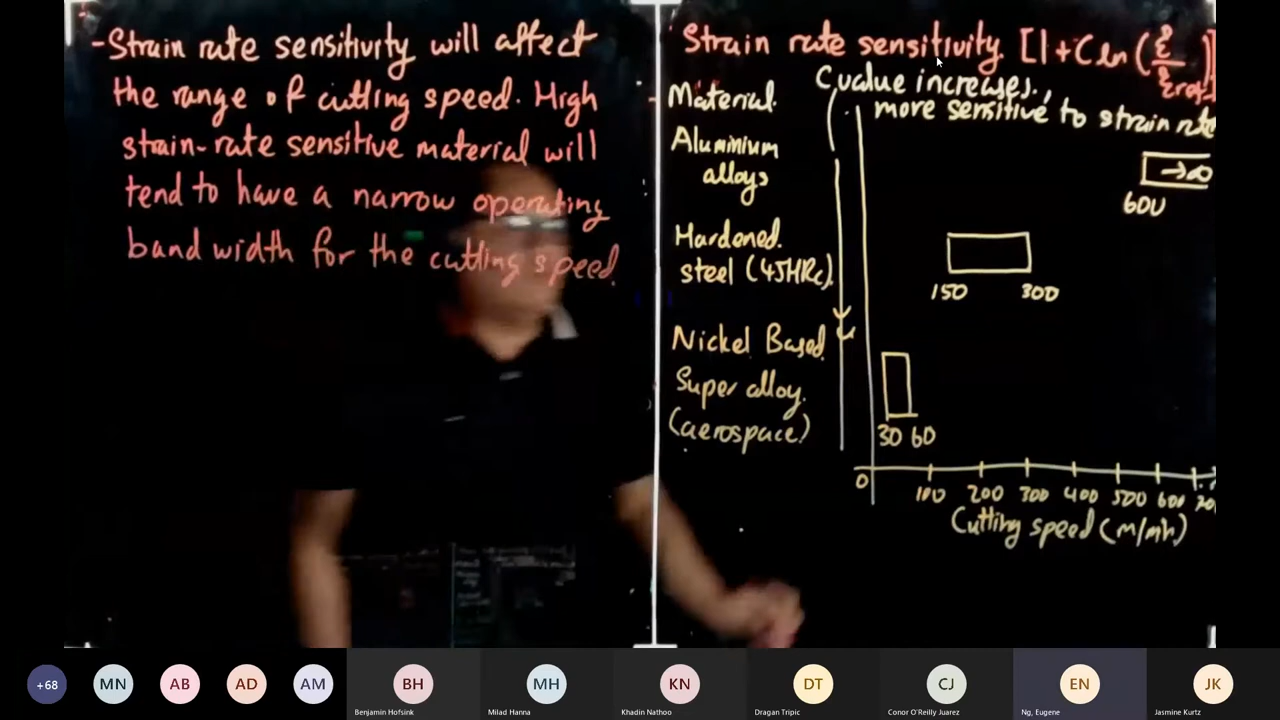 -Strain rate sensitivity will affect
the range of cutting speed. High
strain-rate sensitive material will
tend to have a narrow operating
band width for the cutting speed.
Strain rate sensitivity. [1+C ln(ε̇/ε̇ref.)]
C value increases,
more sensitive to strain rate
Material.
Aluminium
alloys
→∞
600
Hardened.
steel (45HRc).
150 300
Nickel Based.
Super alloy.
(aerospace)
30 60
0 100 200 300 400 500 600 70
Cutting speed (m/min)
+68 MN AB AD AM BH MH KN DT CJ EN JK
Benjamin Hofsink Milad Hanna Khadin Nathoo Dragan Tripic Conor O'Reilly Juarez Ng, Eugene Jasmine Kurtz